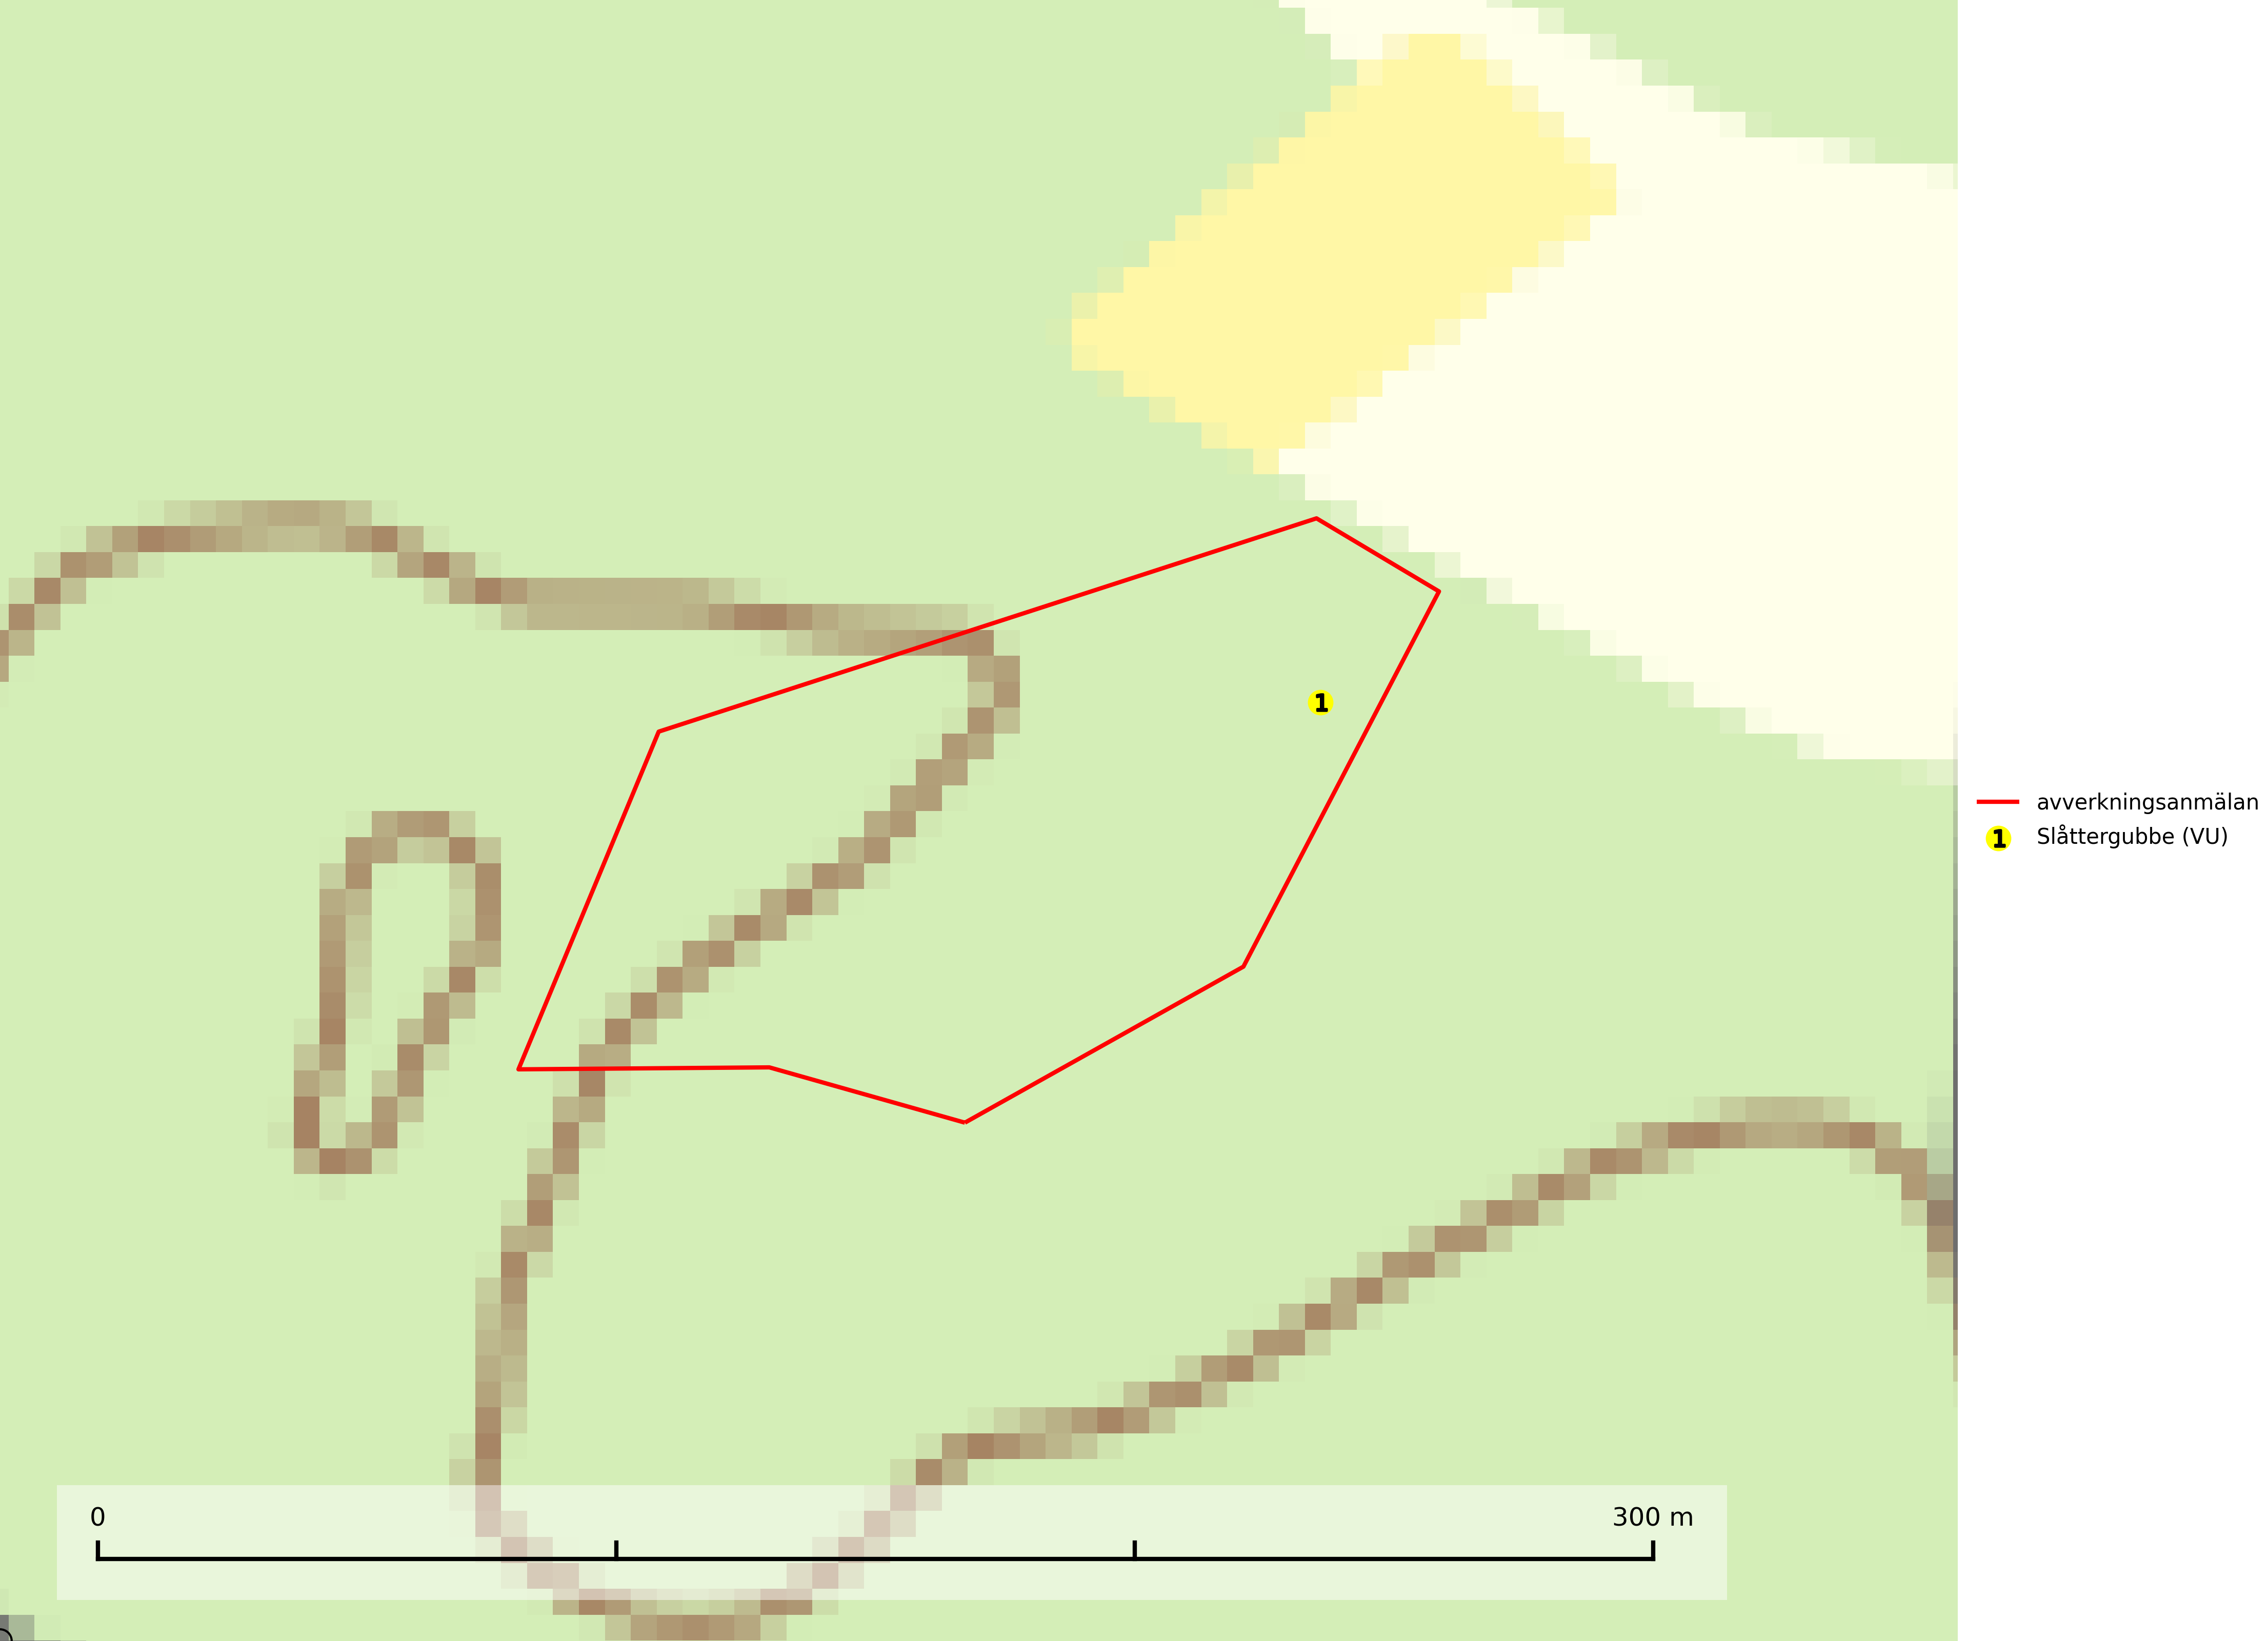 1
avverkningsanmälan
1 Slåttergubbe (VU)
0 300 m